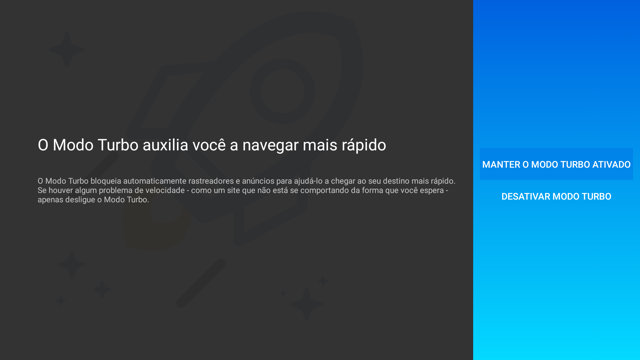 O Modo Turbo auxilia você a navegar mais rápido
O Modo Turbo bloqueia automaticamente rastreadores e anúncios para ajudá-lo a chegar ao seu destino mais rápido.
Se houver algum problema de velocidade - como um site que não está se comportando da forma que você espera -
apenas desligue o Modo Turbo.
MANTER O MODO TURBO ATIVADO
DESATIVAR MODO TURBO